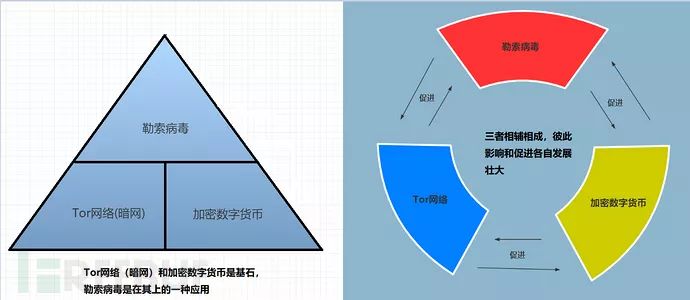 勒索病毒
Tor网络(暗网)
加密数字货币
Tor网络（暗网）和加密数字货币是基石，
勒索病毒是在其上的一种应用
勒索病毒
促进
促进
三者相辅相成，彼此
影响和促进各自发展
壮大
Tor网络
加密数字货币
促进